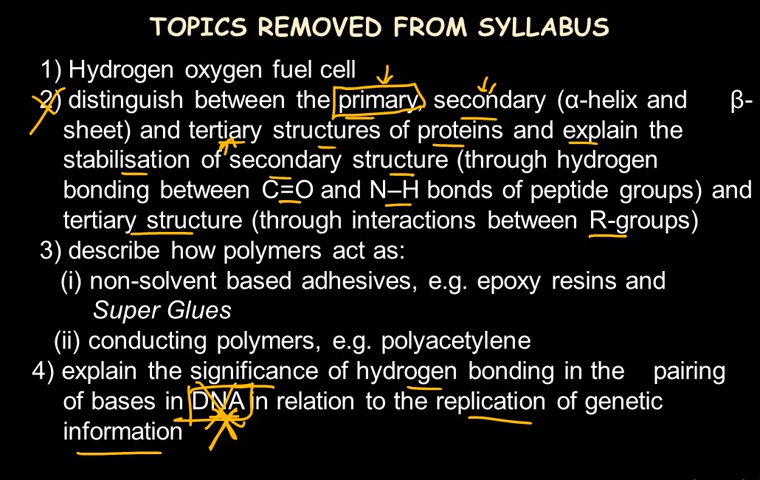 TOPICS REMOVED FROM SYLLABUS
1) Hydrogen oxygen fuel cell
2) distinguish between the primary, secondary (α-helix and β-
sheet) and tertiary structures of proteins and explain the
stabilisation of secondary structure (through hydrogen
bonding between C=O and N–H bonds of peptide groups) and
tertiary structure (through interactions between R-groups)
3) describe how polymers act as:
(i) non-solvent based adhesives, e.g. epoxy resins and
Super Glues
(ii) conducting polymers, e.g. polyacetylene
4) explain the significance of hydrogen bonding in the pairing
of bases in DNA in relation to the replication of genetic
information